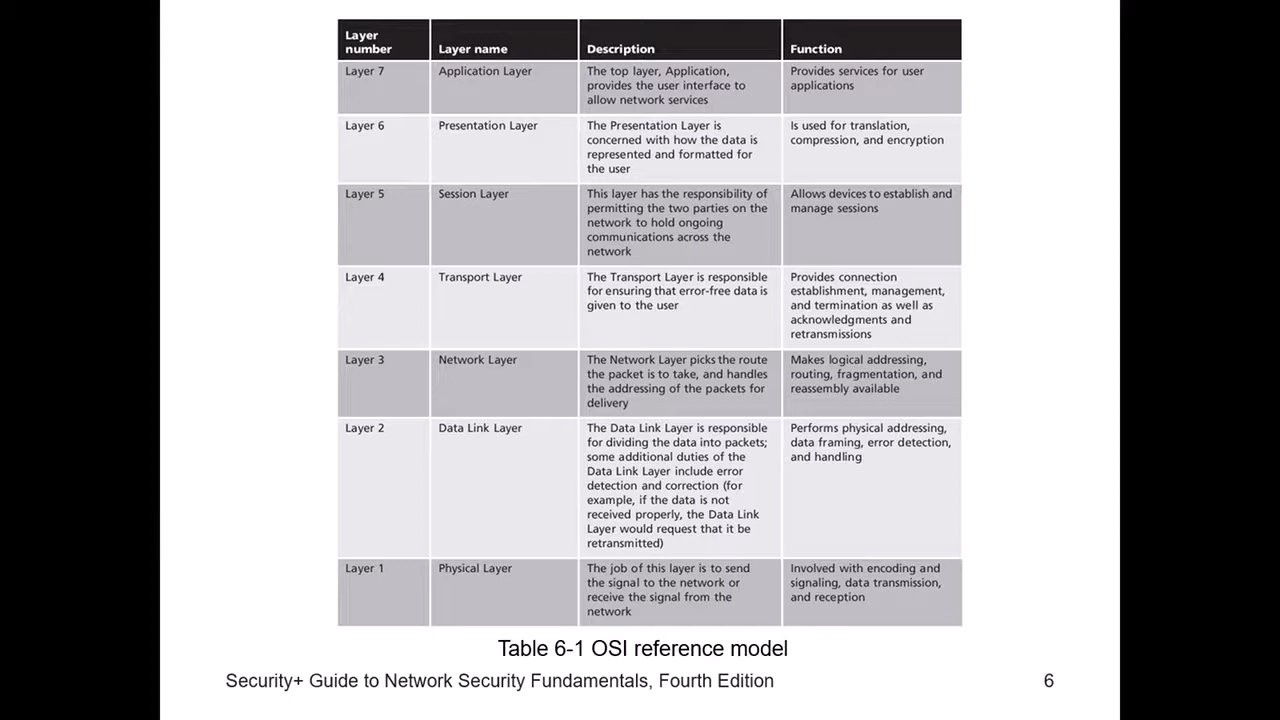 Layer
number
Layer name
Description
Function
Layer 7
Application Layer
The top layer, Application,
provides the user interface to
allow network services
Provides services for user
applications
Layer 6
Presentation Layer
The Presentation Layer is
concerned with how the data is
represented and formatted for
the user
Is used for translation,
compression, and encryption
Layer 5
Session Layer
This layer has the responsibility of
permitting the two parties on the
network to hold ongoing
communications across the
network
Allows devices to establish and
manage sessions
Layer 4
Transport Layer
The Transport Layer is responsible
for ensuring that error-free data is
given to the user
Provides connection
establishment, management,
and termination as well as
acknowledgments and
retransmissions
Layer 3
Network Layer
The Network Layer picks the route
the packet is to take, and handles
the addressing of the packets for
delivery
Makes logical addressing,
routing, fragmentation, and
reassembly available
Layer 2
Data Link Layer
The Data Link Layer is responsible
for dividing the data into packets;
some additional duties of the
Data Link Layer include error
detection and correction (for
example, if the data is not
received properly, the Data Link
Layer would request that it be
retransmitted)
Performs physical addressing,
data framing, error detection,
and handling
Layer 1
Physical Layer
The job of this layer is to send
the signal to the network or
receive the signal from the
network
Involved with encoding and
signaling, data transmission,
and reception
Table 6-1 OSI reference model
Security+ Guide to Network Security Fundamentals, Fourth Edition
6